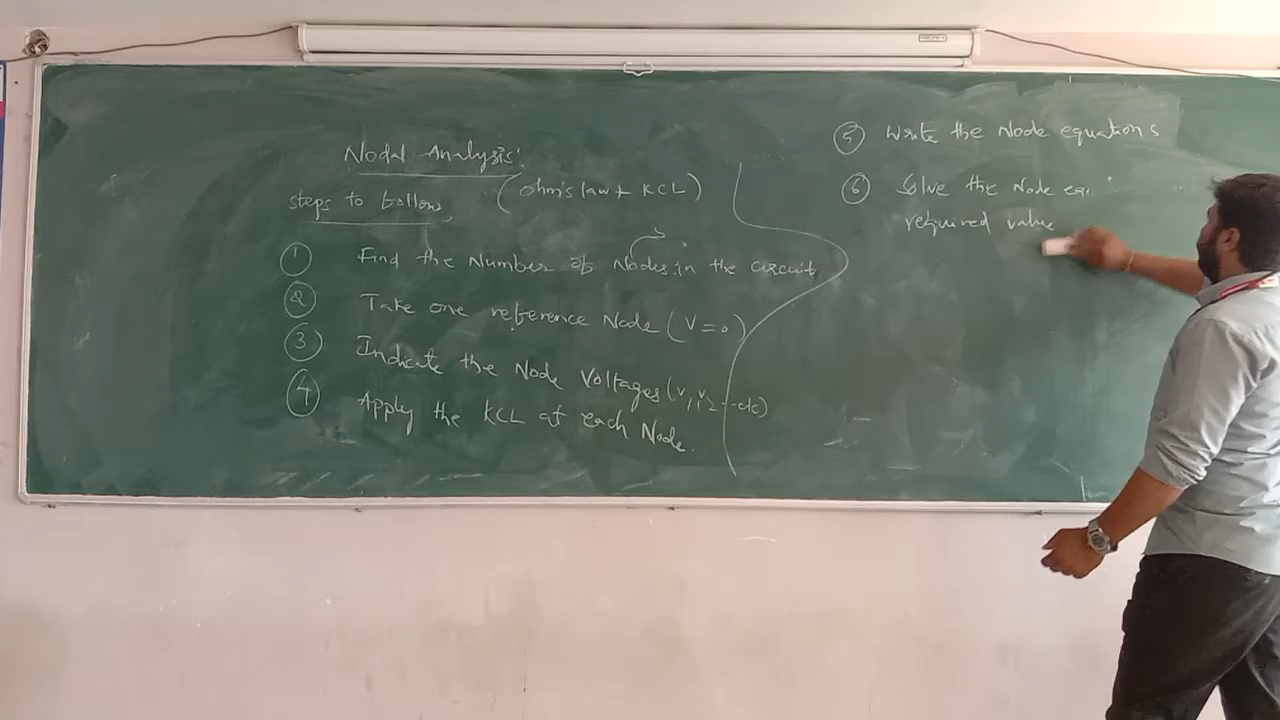 Nodal Analysis:
(ohm's law + KCL)
steps to follow
① Find the Number of Nodes in the circuit
② Take one reference Node (V=0)
③ Indicate the Node Voltages (V1, V2 --- etc)
④ Apply the KCL at each Node.
⑤ Write the Node equations
⑥ Solve the Node eq
required value